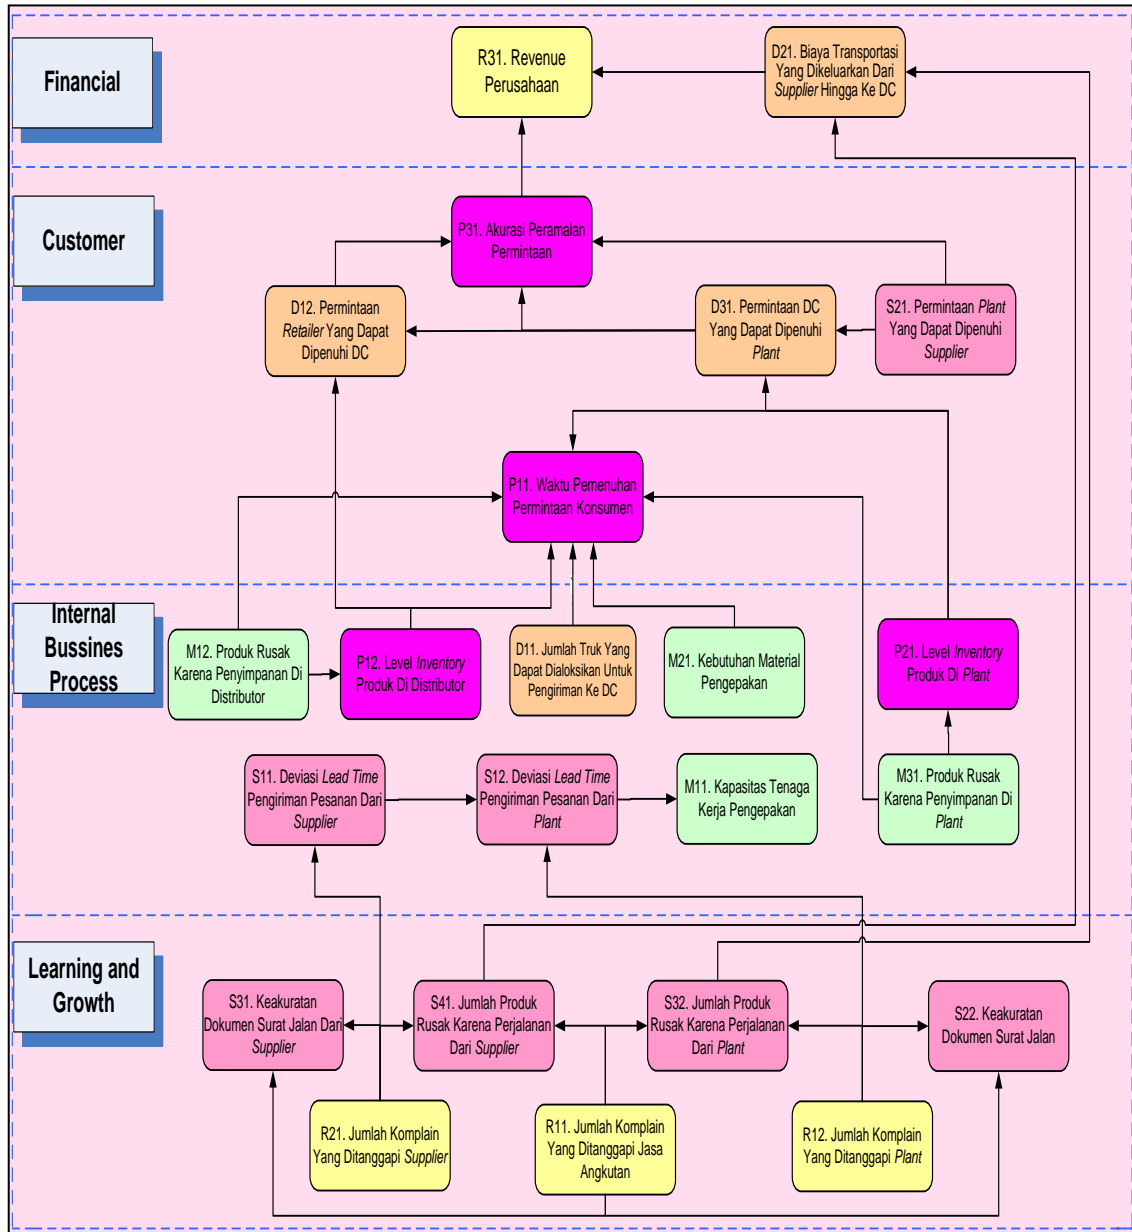 Financial
R31. Revenue
Perusahaan
D21. Biaya Transportasi
Yang Dikeluarkan Dari
Supplier Hingga Ke DC
Customer
P31. Akurasi Peramalan
Permintaan
D12. Permintaan
Retailer Yang Dapat
Dipenuhi DC
D31. Permintaan DC
Yang Dapat Dipenuhi
Plant
S21. Permintaan Plant
Yang Dapat Dipenuhi
Supplier
P11. Waktu Pemenuhan
Permintaan Konsumen
Internal
Bussines
Process
M12. Produk Rusak
Karena Penyimpanan Di
Distributor
P12. Level Inventory
Produk Di Distributor
D11. Jumlah Truk Yang
Dapat Dialoksikan Untuk
Pengiriman Ke DC
M21. Kebutuhan Material
Pengepakan
P21. Level Inventory
Produk Di Plant
S11. Deviasi Lead Time
Pengiriman Pesanan Dari
Supplier
S12. Deviasi Lead Time
Pengiriman Pesanan Dari
Plant
M11. Kapasitas Tenaga
Kerja Pengepakan
M31. Produk Rusak
Karena Penyimpanan Di
Plant
Learning and
Growth
S31. Keakuratan
Dokumen Surat Jalan Dari
Supplier
S41. Jumlah Produk
Rusak Karena Perjalanan
Dari Supplier
S32. Jumlah Produk
Rusak Karena Perjalanan
Dari Plant
S22. Keakuratan
Dokumen Surat Jalan
R21. Jumlah Komplain
Yang Ditanggapi Supplier
R11. Jumlah Komplain
Yang Ditanggapi Jasa
Angkutan
R12. Jumlah Komplain
Yang Ditanggapi Plant